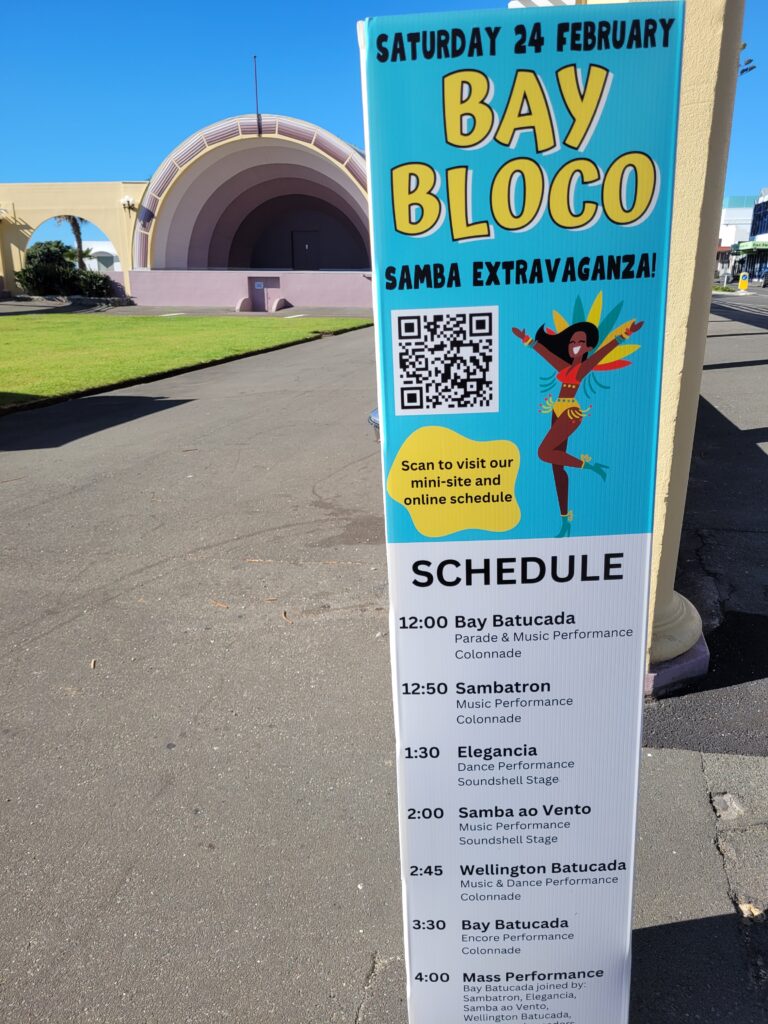 SATURDAY 24 FEBRUARY
BAY
BLOCO
SAMBA EXTRAVAGANZA!
Scan to visit our
mini-site and
online schedule
SCHEDULE
12:00 Bay Batucada
Parade & Music Performance
Colonnade
12:50 Sambatron
Music Performance
Colonnade
1:30 Elegancia
Dance Performance
Soundshell Stage
2:00 Samba ao Vento
Music Performance
Soundshell Stage
2:45 Wellington Batucada
Music & Dance Performance
Colonnade
3:30 Bay Batucada
Encore Performance
Colonnade
4:00 Mass Performance
Bay Batucada joined by:
Sambatron, Elegancia,
Samba ao Vento,
Wellington Batucada,